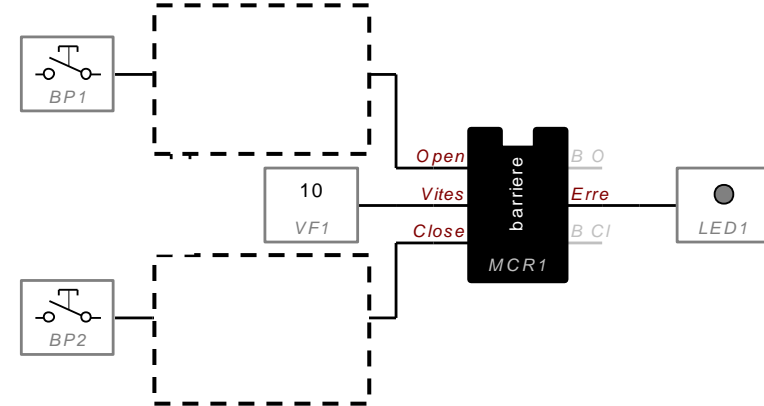 BP1
Open
B O
10
VF1
Vites
barriere
Erre
LED1
Close
B Cl
MCR1
BP2